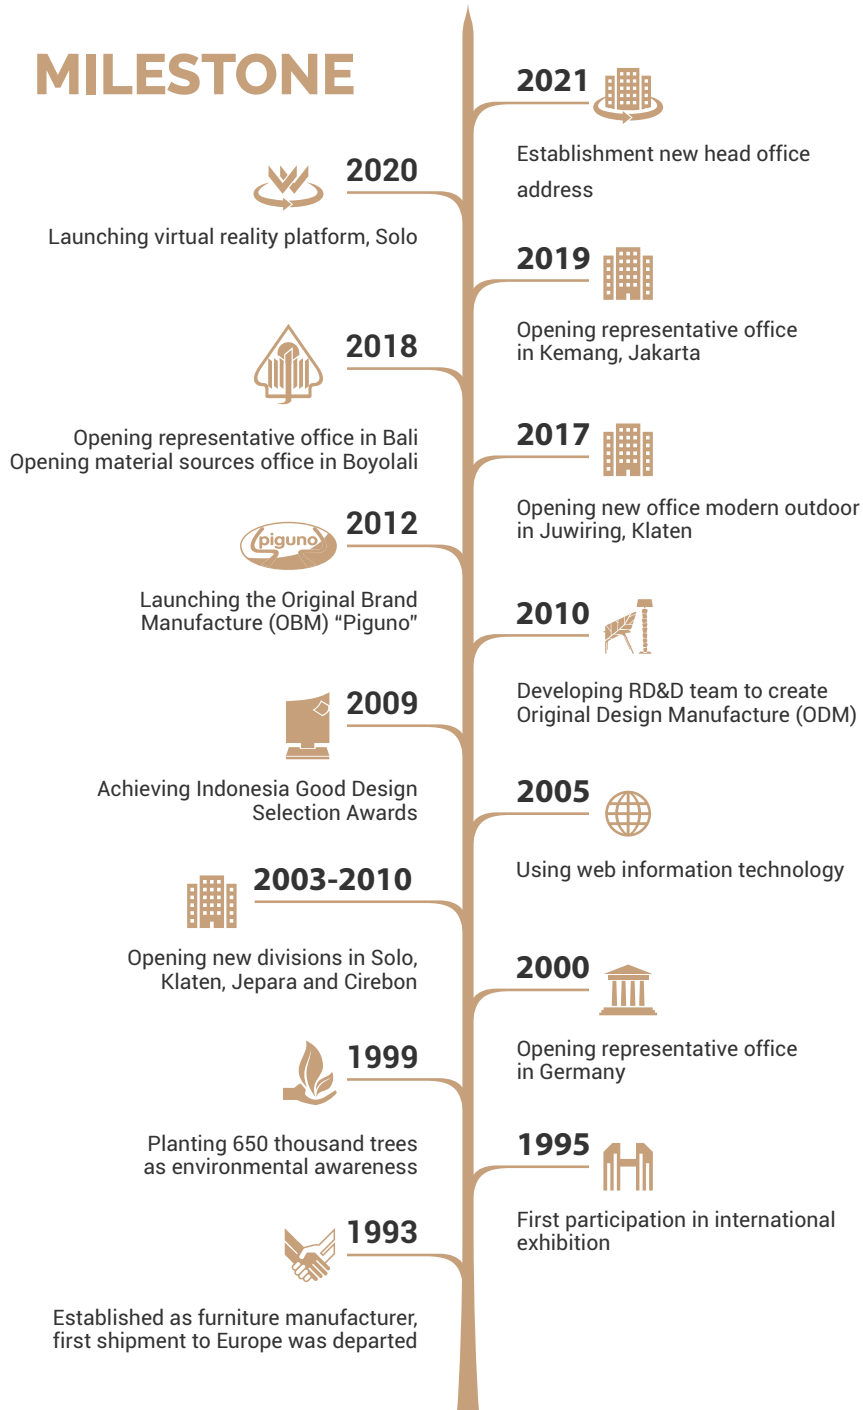 MILESTONE
2021
Establishment new head office
address
2020
Launching virtual reality platform, Solo
2019
Opening representative office
in Kemang, Jakarta
2018
Opening representative office in Bali
Opening material sources office in Boyolali
2017
Opening new office modern outdoor
in Juwiring, Klaten
2012
piguno
Launching the Original Brand
Manufacture (OBM) “Piguno”
2010
Developing RD&D team to create
Original Design Manufacture (ODM)
2009
Achieving Indonesia Good Design
Selection Awards
2005
Using web information technology
2003-2010
Opening new divisions in Solo,
Klaten, Jepara and Cirebon
2000
Opening representative office
in Germany
1999
Planting 650 thousand trees
as environmental awareness
1995
First participation in international
exhibition
1993
Established as furniture manufacturer,
first shipment to Europe was departed